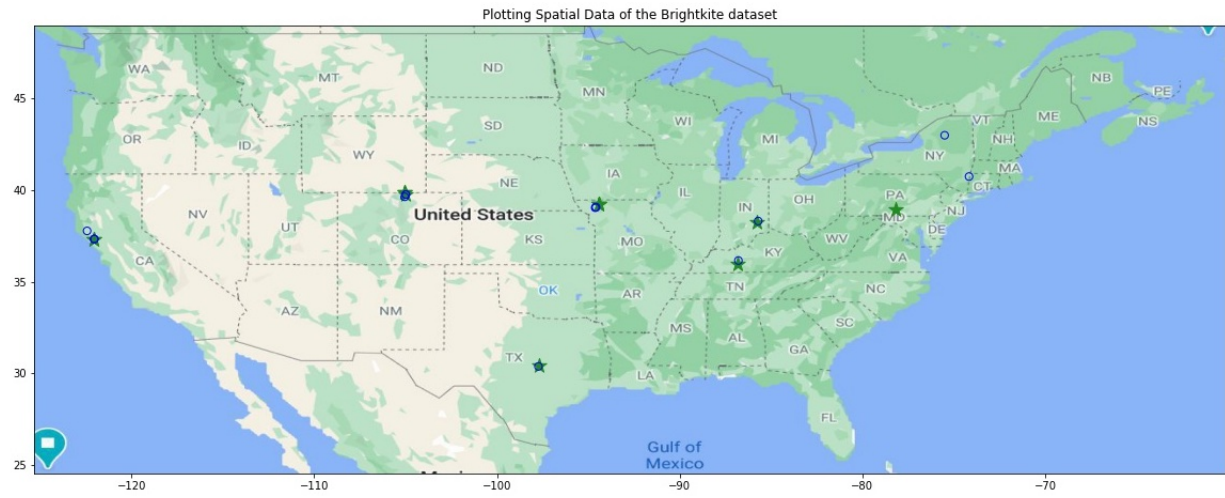 Plotting Spatial Data of the Brightkite dataset
WA
MT
ND
MN
NB
PE
45
OR
ID
SD
WI
MI
VT
ME
NS
WY
NH
NY
MA
40
NE
IA
PA
CT
NV
United States
IL
IN
OH
NJ
UT
CO
KS
MO
MD
DE
CA
KY
WV
VA
35
AZ
NM
OK
AR
TN
NC
MS
AL
SC
GA
TX
30
LA
FL
Gulf of
Mexico
25
−120
−110
−100
−90
−80
−70